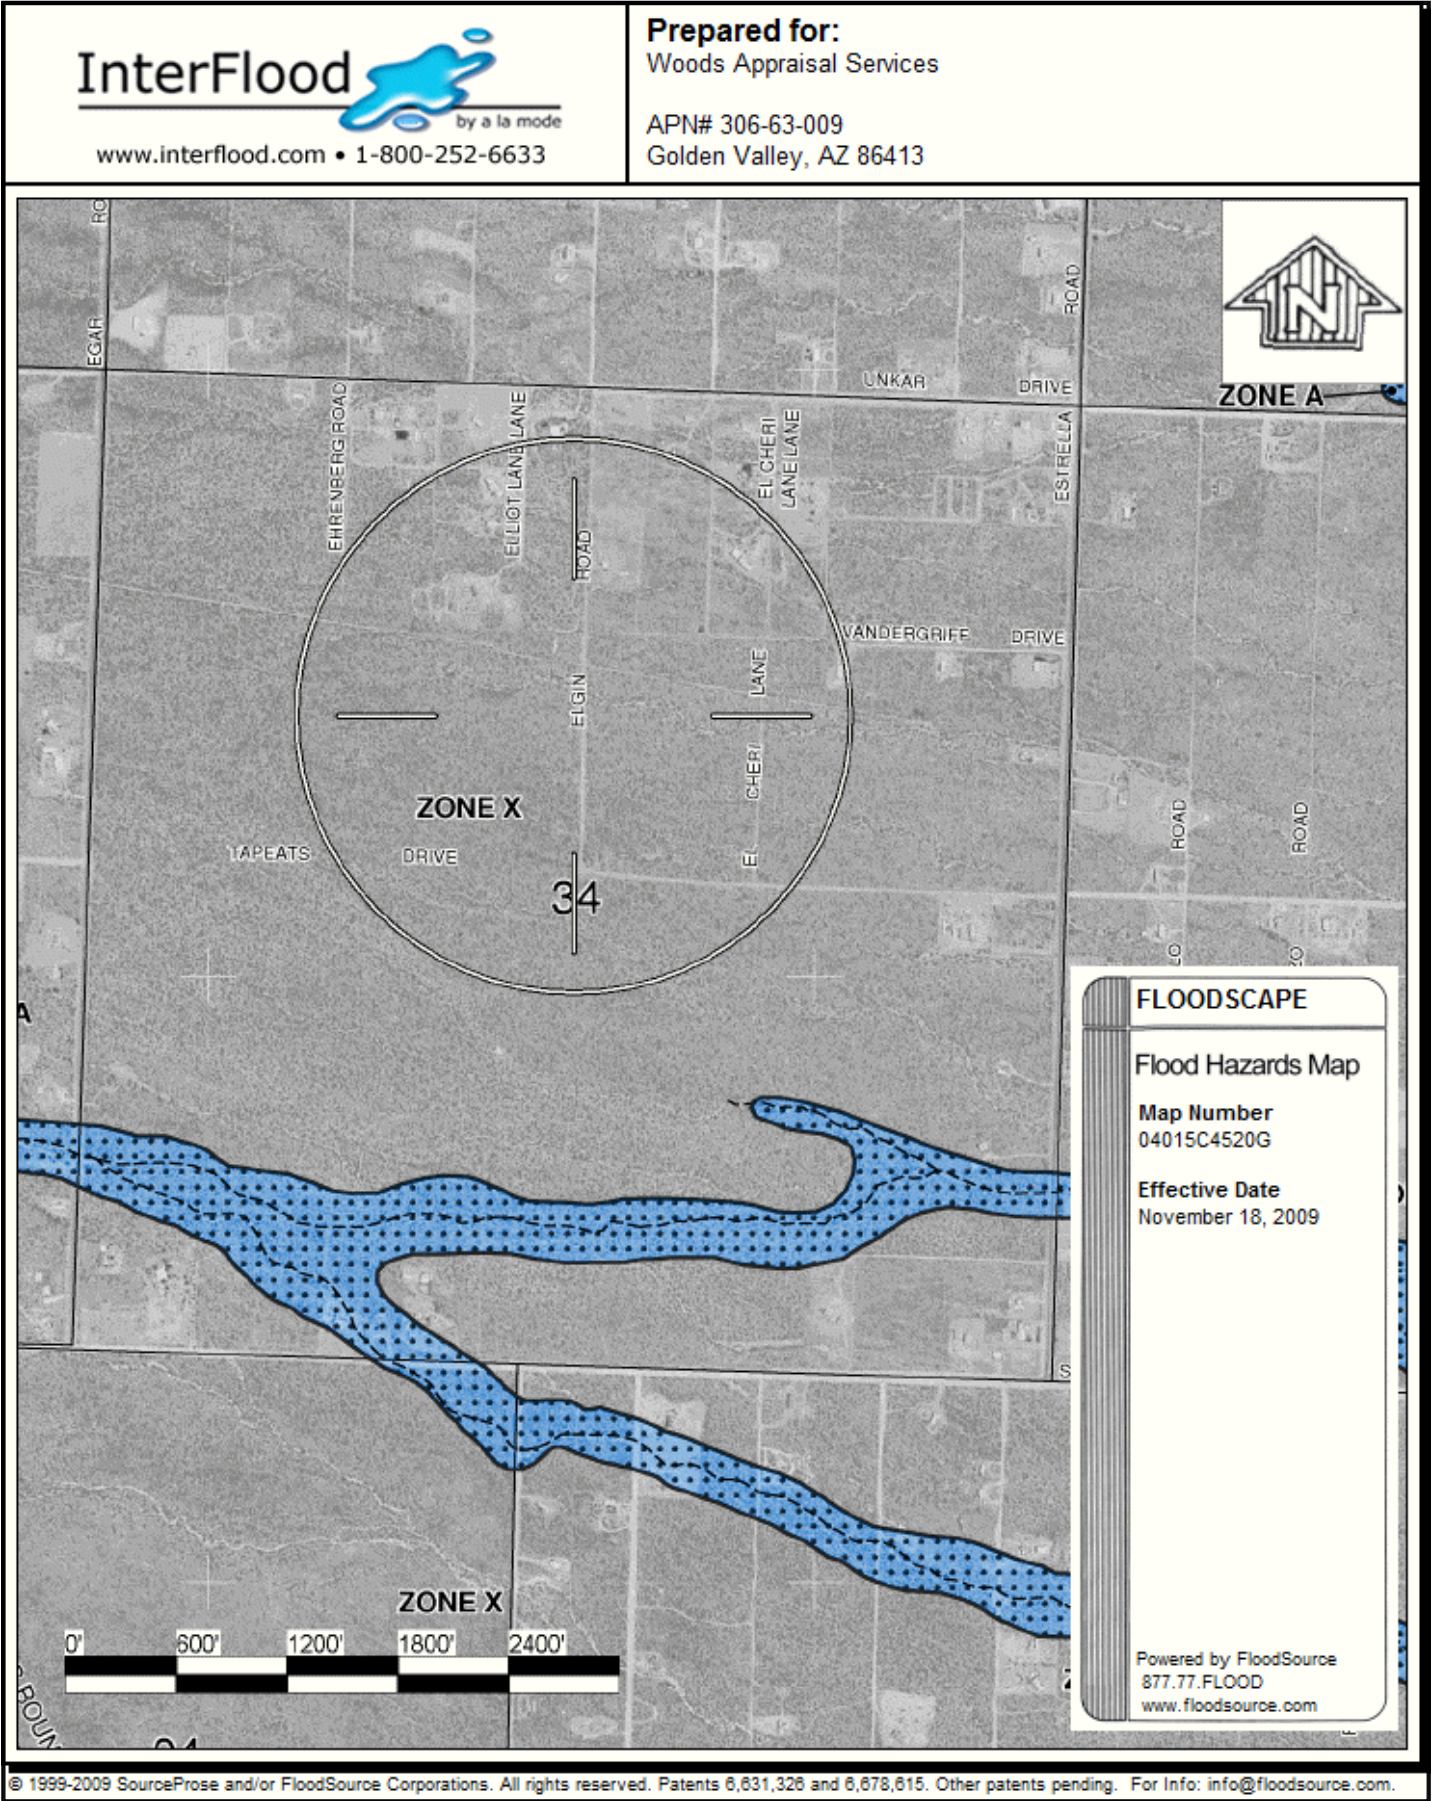 InterFlood
by a la mode
www.interflood.com • 1-800-252-6633
Prepared for:
Woods Appraisal Services
APN# 306-63-009
Golden Valley, AZ 86413
RO
EGAR
ROAD
N
UNKAR DRIVE
ZONE A
EHRENBERG ROAD
ELLIOT LANE LANE
EL CHERI
LANE LANE
ESTRELLA
ROAD
VANDERGRIFF DRIVE
ELGIN
LANE
CHERI
EL
ZONE X
TAPEATS DRIVE
34
ROAD
ROAD
LO
ZO
A
S
ZONE X
0' 600' 1200' 1800' 2400'
FLOODSCAPE
Flood Hazards Map
Map Number
04015C4520G
Effective Date
November 18, 2009
Powered by FloodSource
877.77.FLOOD
www.floodsource.com
© 1999-2009 SourceProse and/or FloodSource Corporations. All rights reserved. Patents 6,631,326 and 6,678,615. Other patents pending. For Info: info@floodsource.com.